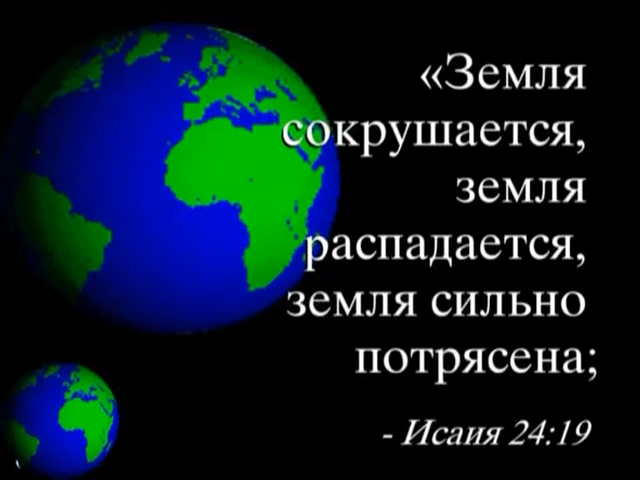 «Земля
сокрушается,
земля
распадается,
земля сильно
потрясена;
- Исаия 24:19